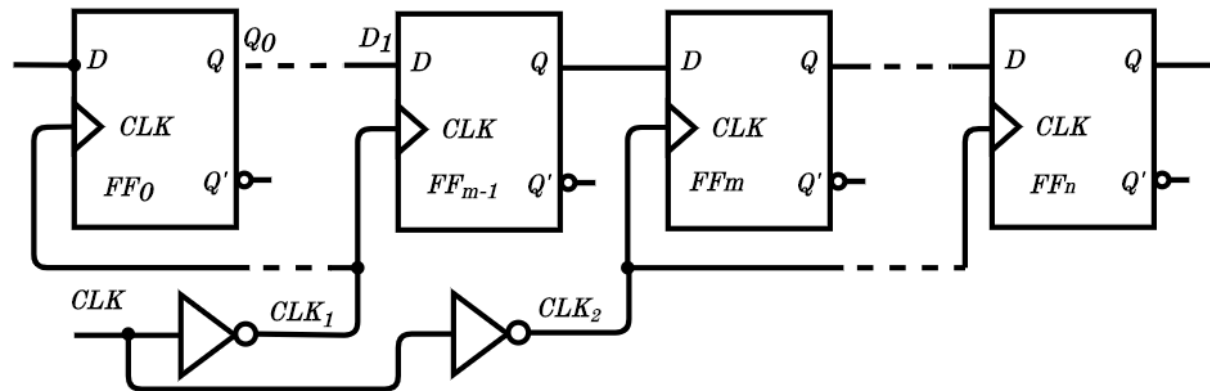 Q0 D1
D Q D Q D Q D Q
CLK CLK CLK CLK
FF0 Q' FFm-1 Q' FFm Q' FFn Q'
CLK CLK1 CLK2